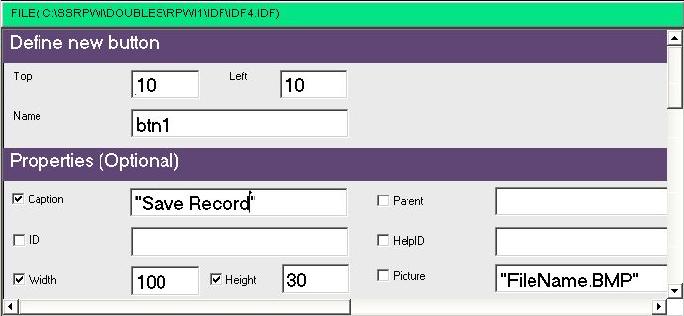 FILE( C:\SSRPWI\DOUBLES\RPWI1\IDF\IDF4.IDF)
Define new button
Top 10 Left 10
Name btn1
Properties (Optional)
Caption "Save Record" Parent
ID HelpID
Width 100 Height 30 Picture "FileName.BMP"